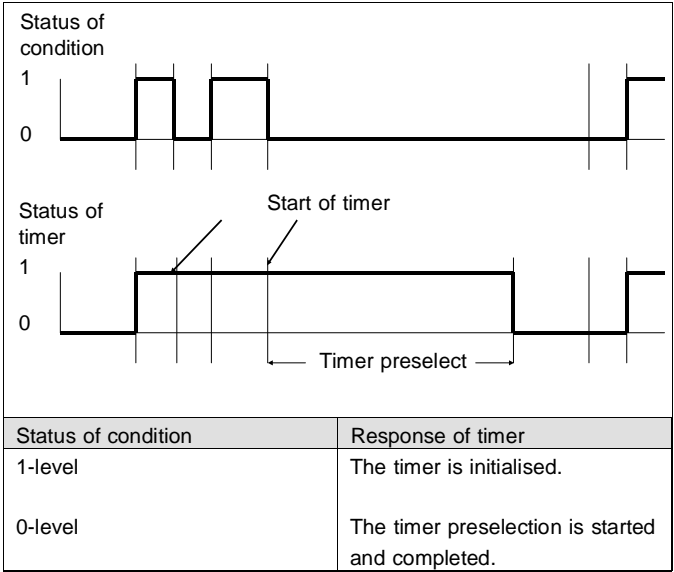 Status of
condition
1
0
Start of timer
Status of
timer
1
0
Timer preselect
Status of condition
Response of timer
1-level
The timer is initialised.
0-level
The timer preselection is started
and completed.